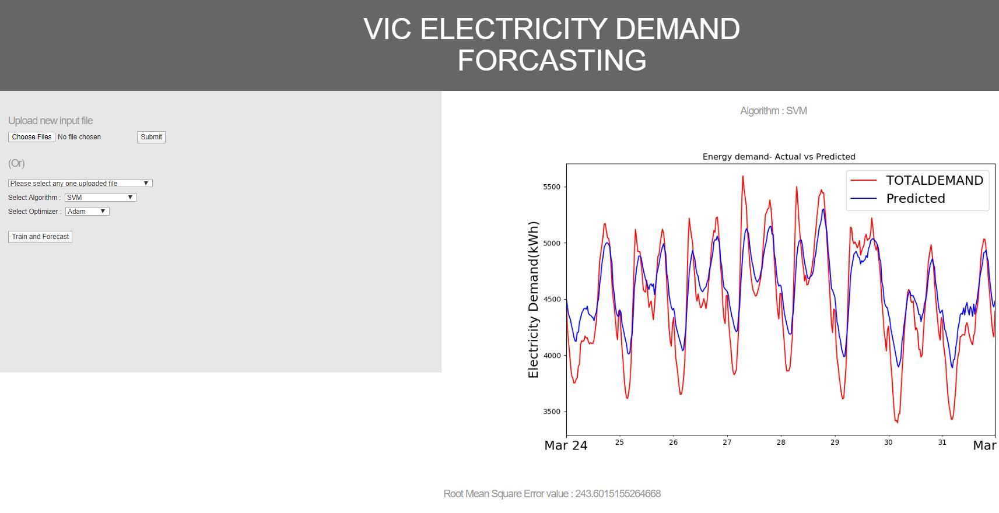 VIC ELECTRICITY DEMAND
FORCASTING
Upload new input file
Choose Files No file chosen Submit
(Or)
Please select any one uploaded file
Select Algorithm : SVM
Select Optimizer : Adam
Train and Forecast
Algorithm : SVM
Energy demand- Actual vs Predicted
TOTALDEMAND
Predicted
Electricity Demand(kWh)
5500
5000
4500
4000
3500
Mar 24 25 26 27 28 29 30 31 Mar
Root Mean Square Error value : 243.6015155264668